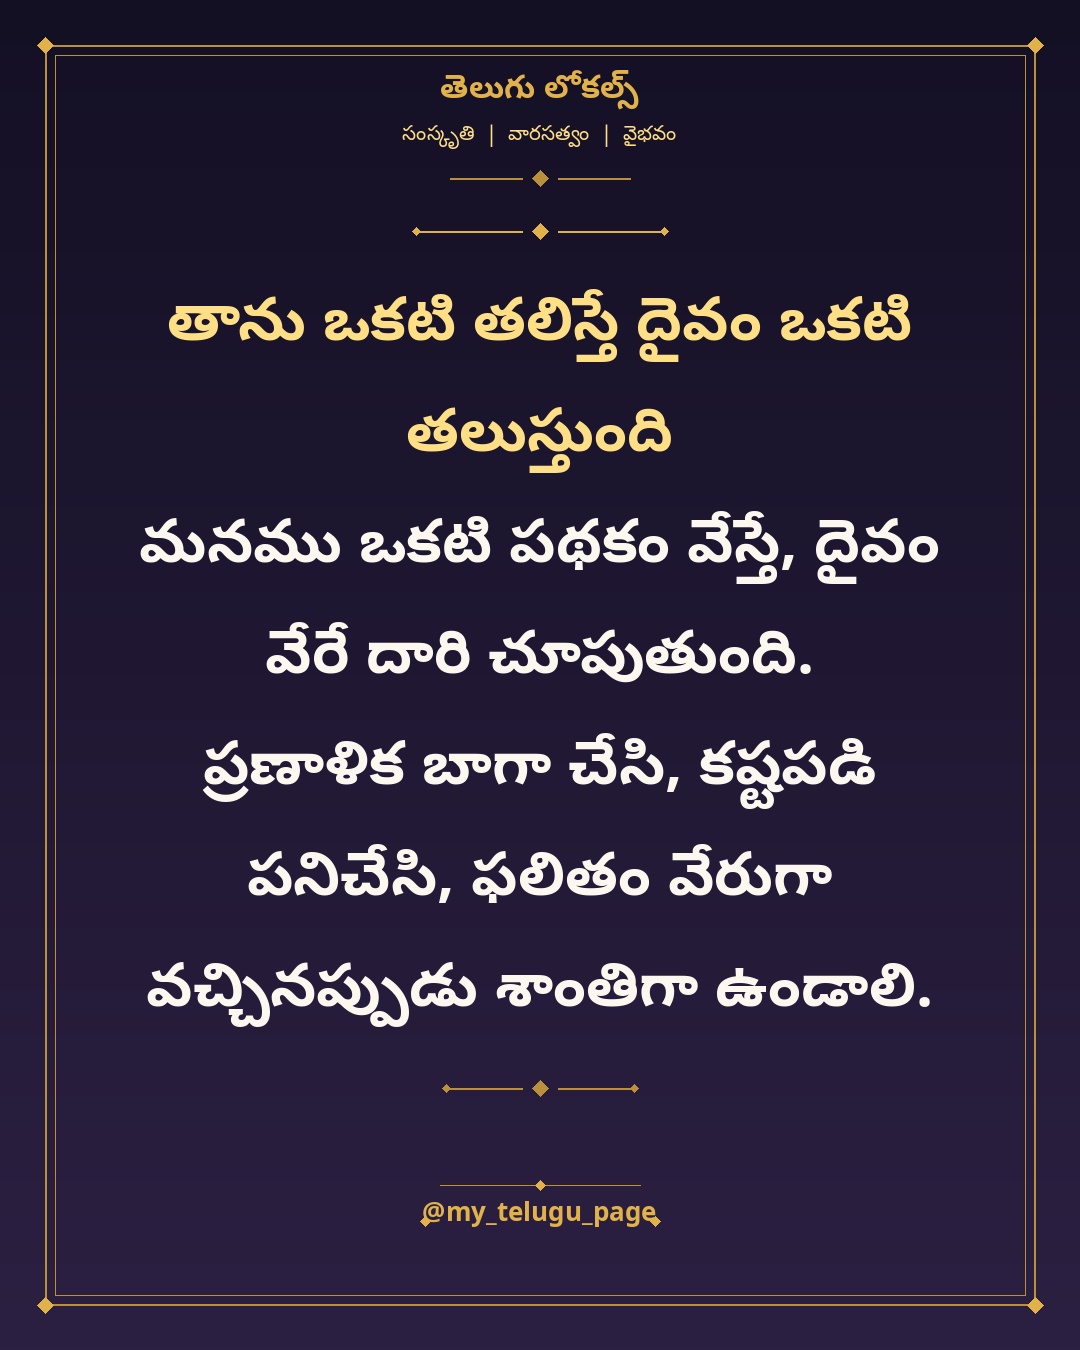 తెలుగు లోకల్స్
సంస్కృతి | వారసత్వం | వైభవం
తాను ఒకటి తలిస్తే దైవం ఒకటి
తలుస్తుంది
మనము ఒకటి పథకం వేస్తే, దైవం
వేరే దారి చూపుతుంది.
ప్రణాళిక బాగా చేసి, కష్టపడి
పనిచేసి, ఫలితం వేరుగా
వచ్చినప్పుడు శాంతిగా ఉండాలి.
@my_telugu_page